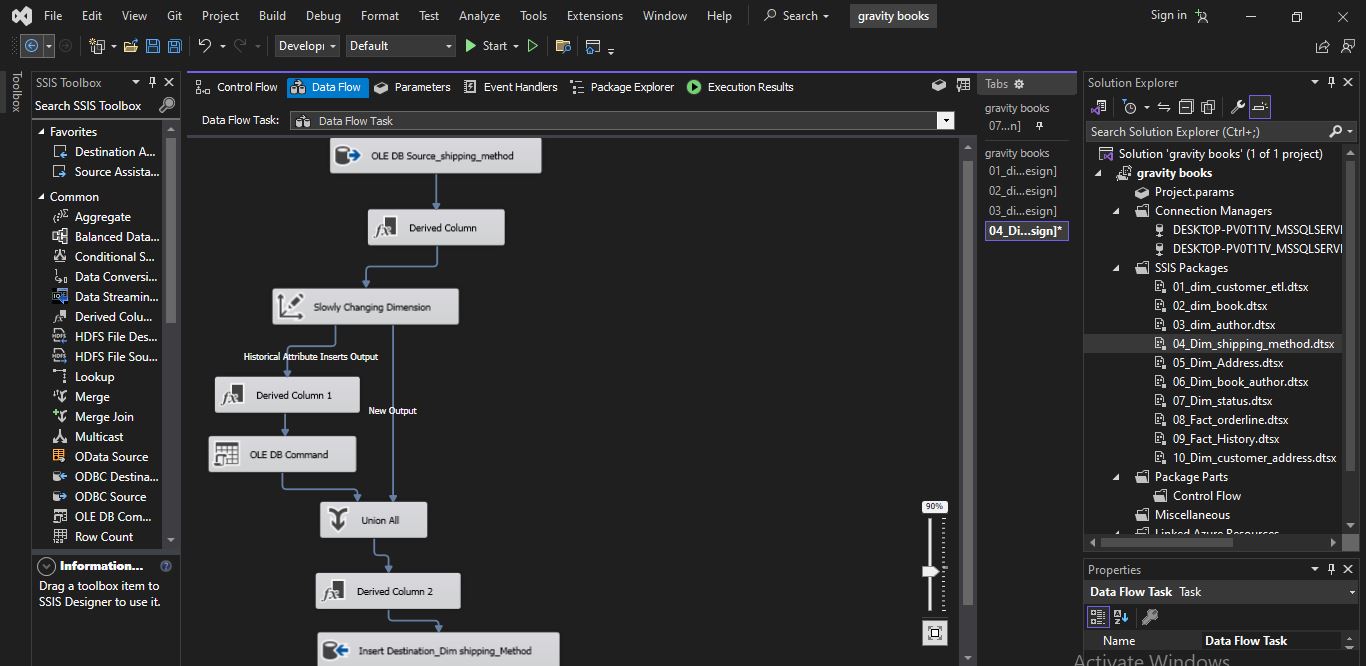 File Edit View Git Project Build Debug Format Test Analyze Tools Extensions Window Help Search gravity books Sign in
Developi Default Start
Toolbox
SSIS Toolbox
Search SSIS Toolbox
Favorites
Destination A...
Source Assista...
Common
Aggregate
Balanced Data...
Conditional S...
Data Conversi...
Data Streamin...
Derived Colu...
HDFS File Des...
HDFS File Sou...
Lookup
Merge
Merge Join
Multicast
OData Source
ODBC Destina...
ODBC Source
OLE DB Com...
Row Count
Information...
Drag a toolbox item to
SSIS Designer to use it.
Control Flow Data Flow Parameters Event Handlers Package Explorer Execution Results
Data Flow Task: Data Flow Task
OLE DB Source_shipping_method
Derived Column
Slowly Changing Dimension
Historical Attribute Inserts Output
Derived Column 1
New Output
OLE DB Command
Union All
Derived Column 2
Insert Destination_Dim shipping_Method
90%
Tabs
gravity books
07...n]
gravity books
01_di...esign]
02_di...esign]
03_di...esign]
04_Di...sign]*
Solution Explorer
Search Solution Explorer (Ctrl+;)
Solution 'gravity books' (1 of 1 project)
gravity books
Project.params
Connection Managers
DESKTOP-PV0T1TV_MSSQLSERVI
DESKTOP-PV0T1TV_MSSQLSERVI
SSIS Packages
01_dim_customer_etl.dtsx
02_dim_book.dtsx
03_dim_author.dtsx
04_Dim_shipping_method.dtsx
05_Dim_Address.dtsx
06_Dim_book_author.dtsx
07_Dim_status.dtsx
08_Fact_orderline.dtsx
09_Fact_History.dtsx
10_Dim_customer_address.dtsx
Package Parts
Control Flow
Miscellaneous
Linked Azure Resources
Properties
Data Flow Task Task
Name Data Flow Task
Activate Windows